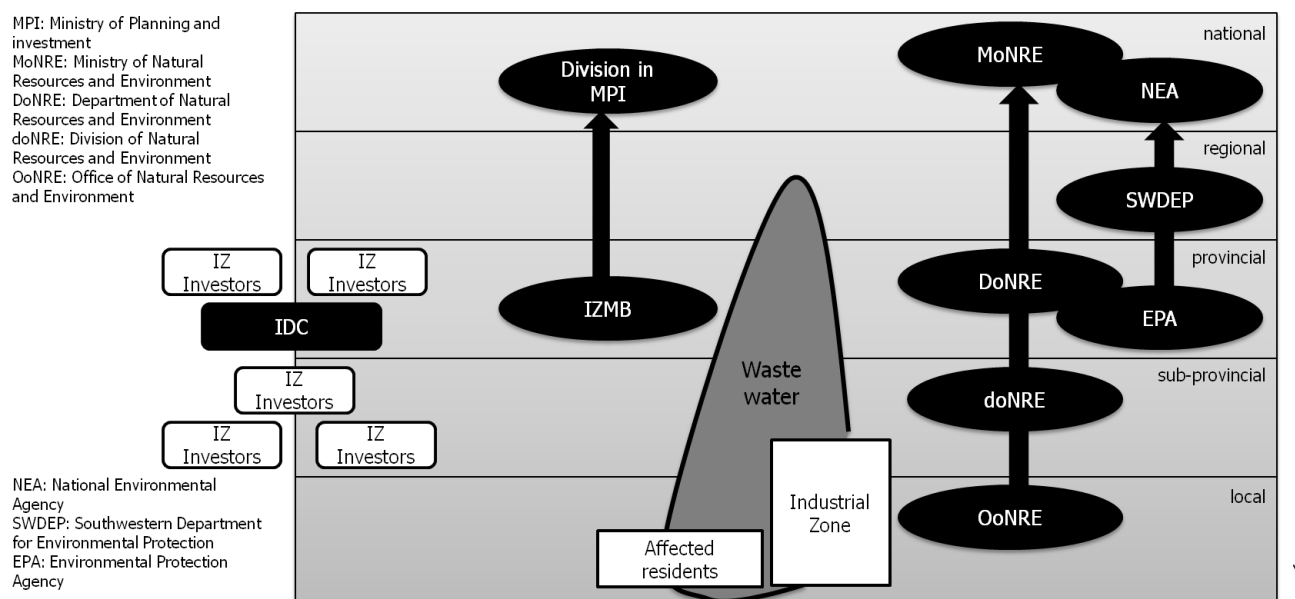 MPI: Ministry of Planning and
investment
MoNRE: Ministry of Natural
Resources and Environment
DoNRE: Department of Natural
Resources and Environment
doNRE: Division of Natural
Resources and Environment
OoNRE: Office of Natural Resources
and Environment
national
Division in
MPI
MoNRE
NEA
regional
SWDEP
provincial
IZ
Investors
IZ
Investors
IDC
IZMB
DoNRE
EPA
sub-provincial
IZ
Investors
IZ
Investors
IZ
Investors
Waste
water
doNRE
local
Industrial
Zone
OoNRE
Affected
residents
NEA: National Environmental
Agency
SWDEP: Southwestern Department
for Environmental Protection
EPA: Environmental Protection
Agency